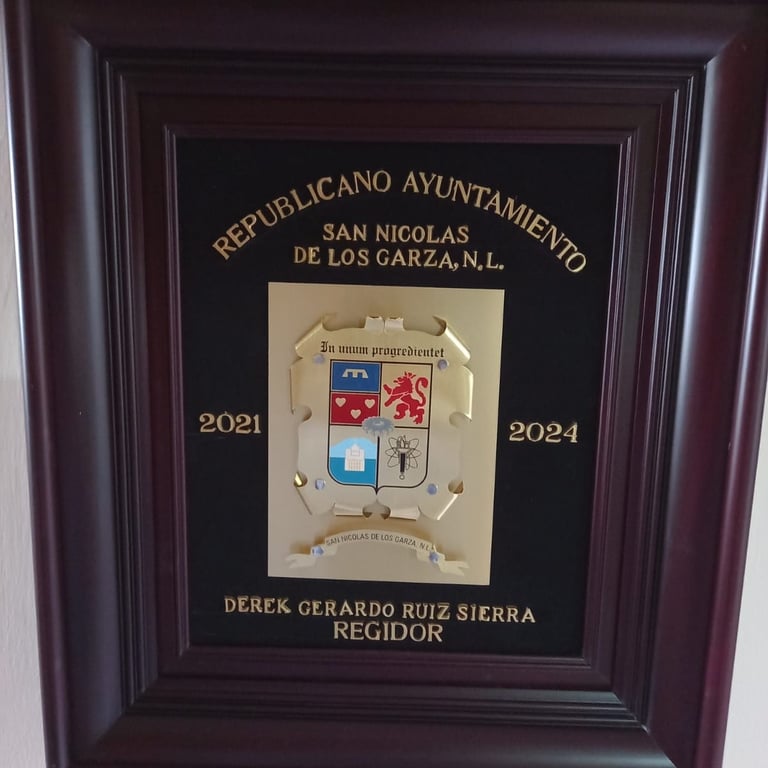 REPUBLICANO AYUNTAMIENTO
SAN NICOLAS
DE LOS GARZA, N.L.
In unum progredientet
2021
2024
SAN NICOLAS DE LOS GARZA, N.L.
DEREK GERARDO RUIZ SIERRA
REGIDOR